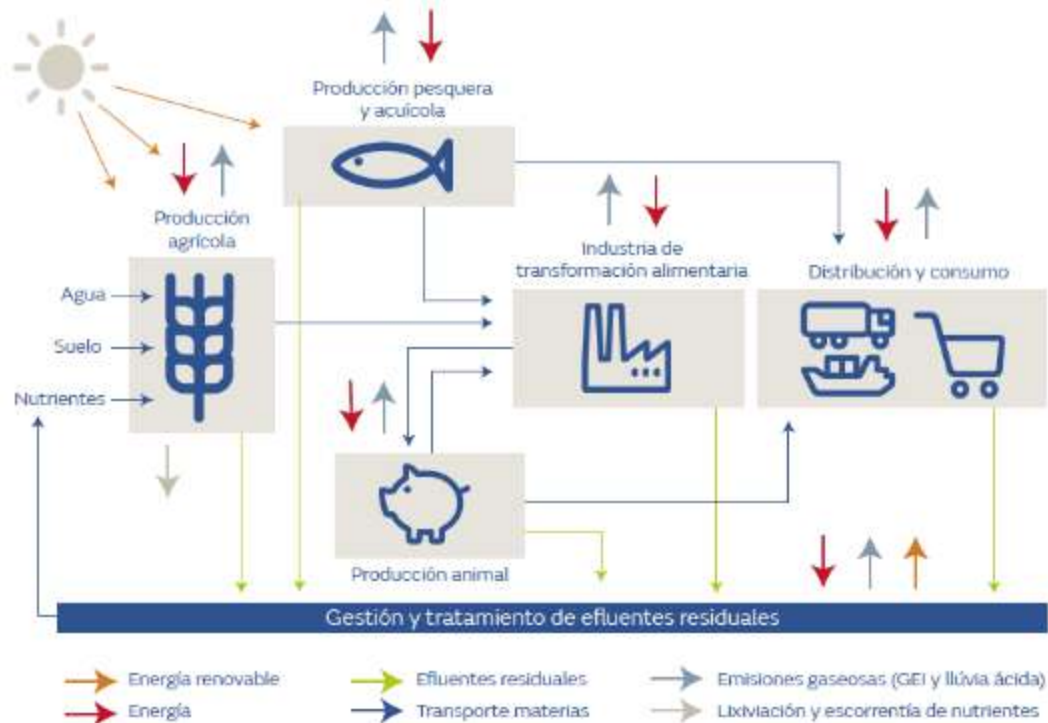 Producción pesquera
y acuícola
Producción
agrícola
Agua
Suelo
Nutrientes
Industria de
transformación alimentaria
Distribución y consumo
Producción animal
Gestión y tratamiento de efluentes residuales
Energía renovable
Efluentes residuales
Emisiones gaseosas (GEI y llúvia ácida)
Energía
Transporte materias
Lixiviación y escorrentía de nutrientes